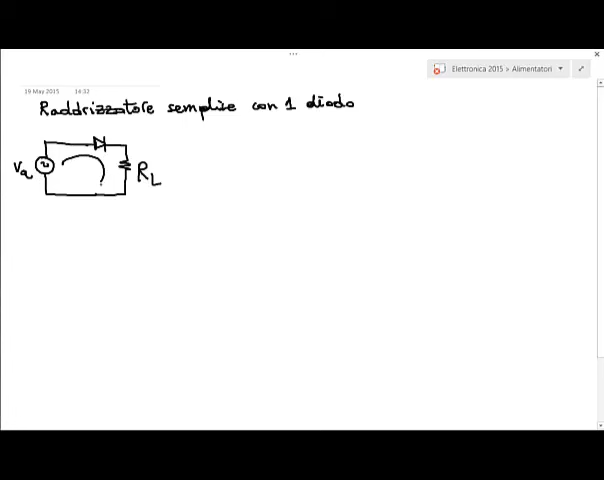 Elettronica 2015 » Alimentatori
19 May 2015 14:32
Raddrizzatore semplice con 1 diodo
Va
RL